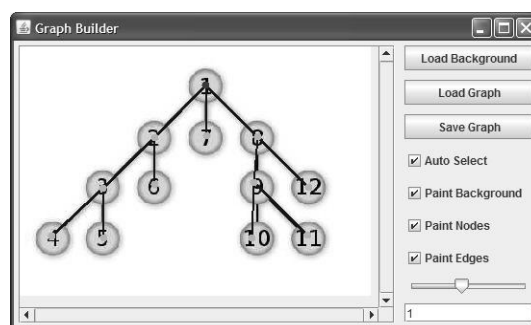 Graph Builder
Load Background
Load Graph
Save Graph
Auto Select
Paint Background
Paint Nodes
Paint Edges
1
1
2 7 8
3 6 9 12
4 5 10 11